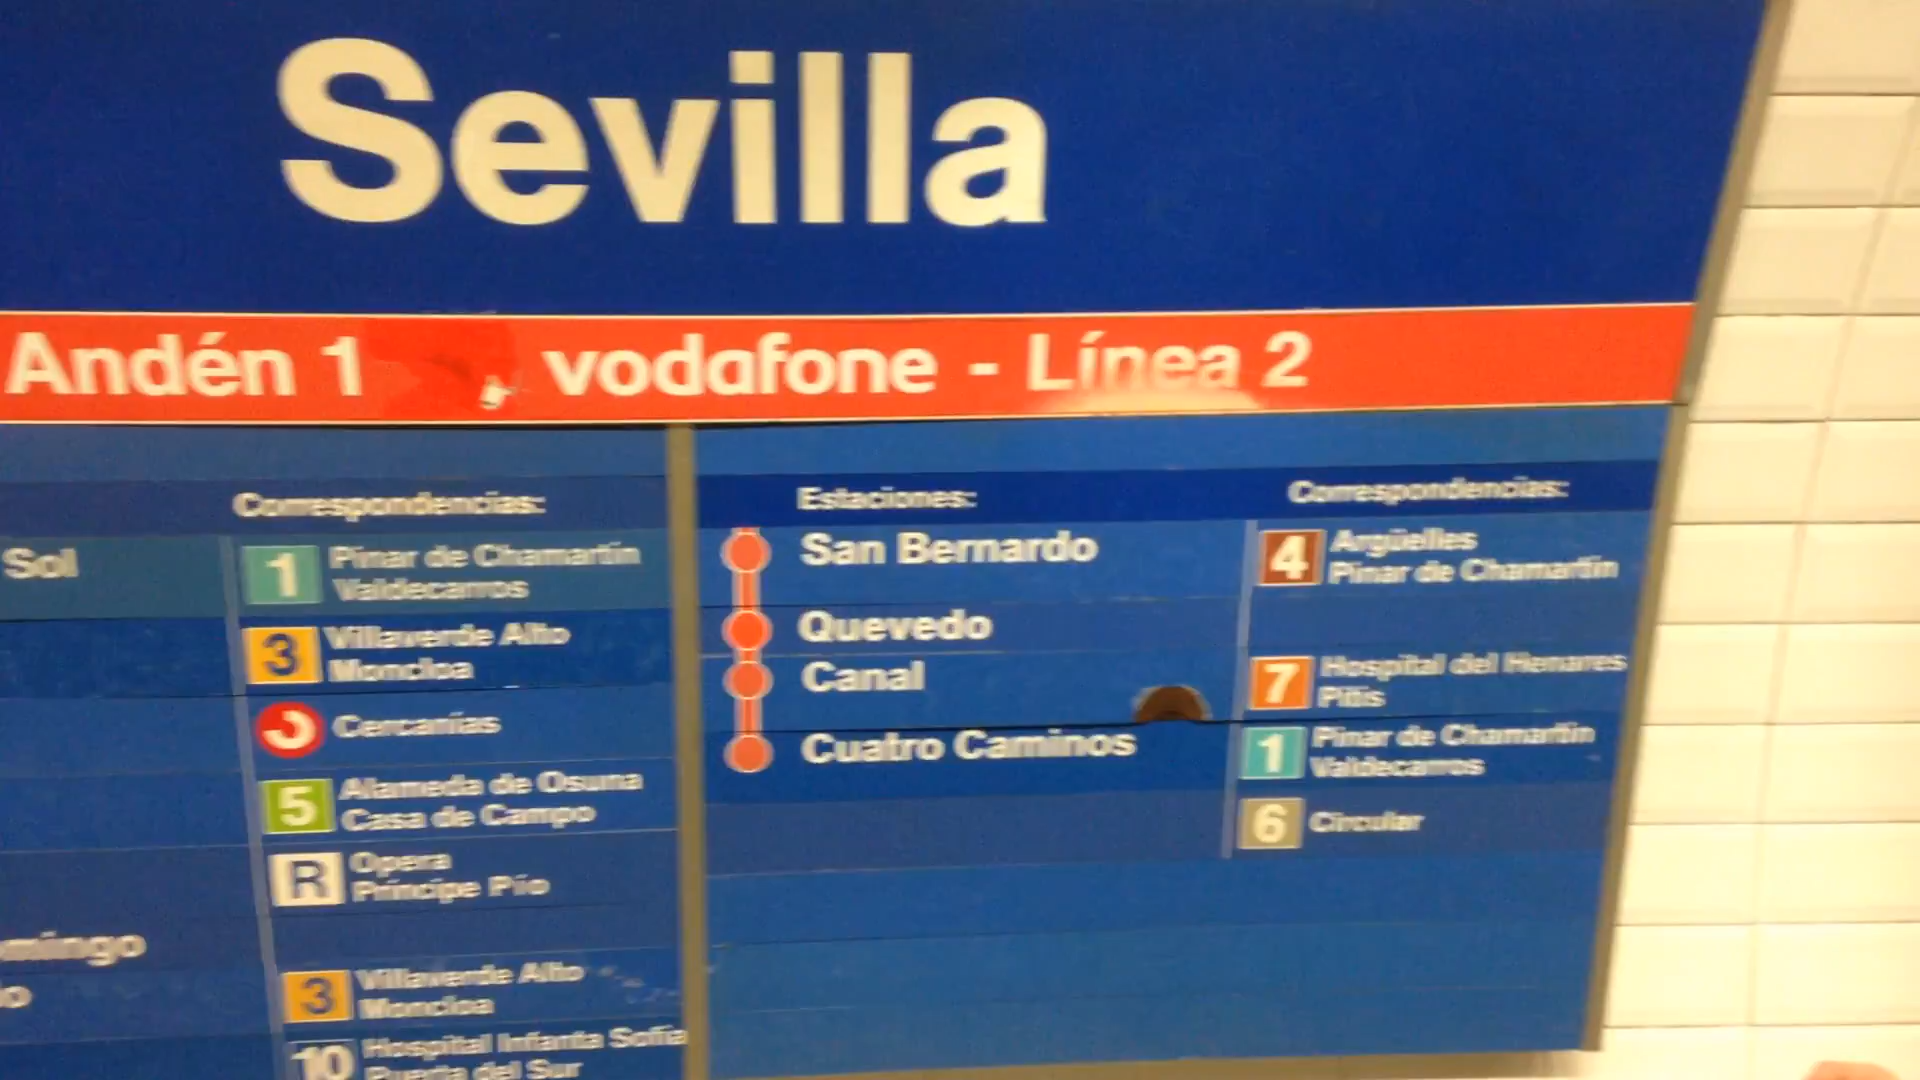 Sevilla
Andén 1 vodafone - Línea 2
Correspondencias:
Sol
1 Pinar de Chamartín
Valdecarros
3 Villaverde Alto
Moncloa
Cercanías
5 Alameda de Osuna
Casa de Campo
R Opera
Príncipe Pío
mingo
lo
3 Villaverde Alto
Moncloa
10 Hospital Infanta Sofía
Puerta del Sur
Estaciones:
Correspondencias:
San Bernardo
4 Argüelles
Pinar de Chamartín
Quevedo
Canal
7 Hospital del Henares
Pitis
Cuatro Caminos
1 Pinar de Chamartín
Valdecarros
6 Circular